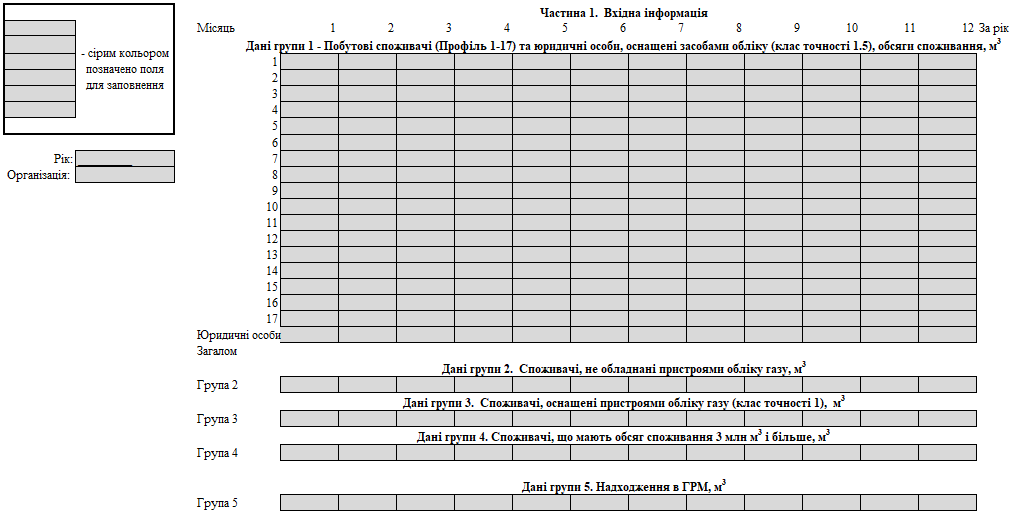 Частина 1. Вхідна інформація
Місяць 1 2 3 4 5 6 7 8 9 10 11 12 За рік
- сірим кольором
позначено поля
для заповнення
Рік:
Організація:
Дані групи 1 - Побутові споживачі (Профіль 1-17) та юридичні особи, оснащені засобами обліку (клас точності 1.5), обсяги споживання, м³
1
2
3
4
5
6
7
8
9
10
11
12
13
14
15
16
17
Юридичні особи
Загалом
Дані групи 2. Споживачі, не обладнані пристроями обліку газу, м³
Група 2
Дані групи 3. Споживачі, оснащені пристроями обліку газу (клас точності 1), м³
Група 3
Дані групи 4. Споживачі, що мають обсяг споживання 3 млн м³ і більше, м³
Група 4
Дані групи 5. Надходження в ГРМ, м³
Група 5